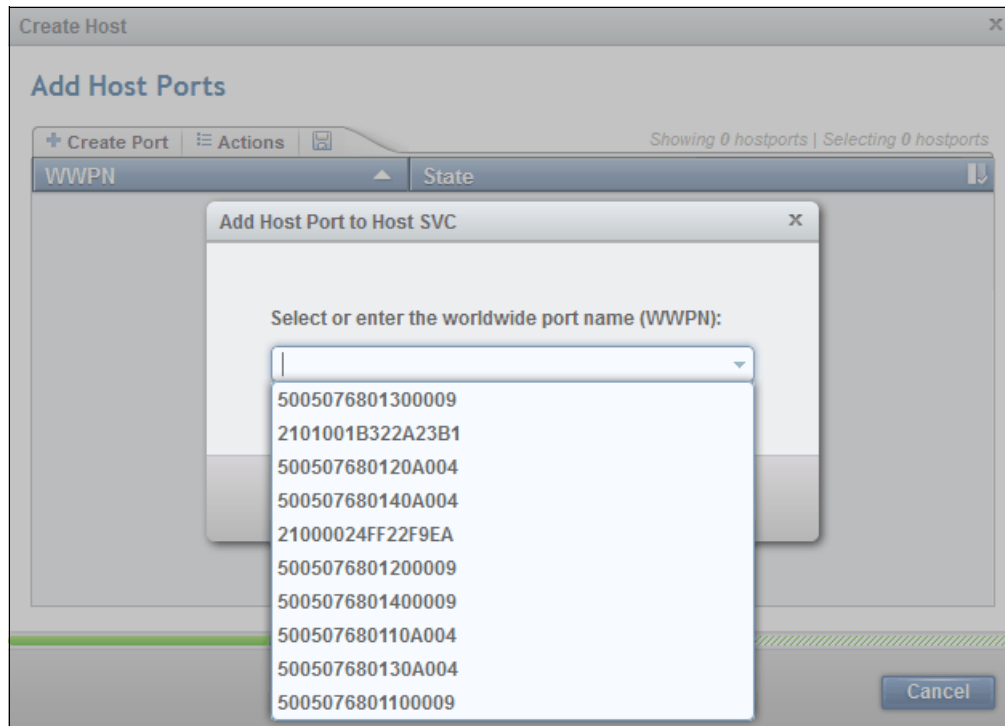 Create Host x
Add Host Ports
Create Port Actions Showing 0 hostports | Selecting 0 hostports
WWPN State
Add Host Port to Host SVC x
Select or enter the worldwide port name (WWPN):
5005076801300009
2101001B322A23B1
500507680120A004
500507680140A004
21000024FF22F9EA
5005076801200009
5005076801400009
500507680110A004
500507680130A004
5005076801100009
Cancel